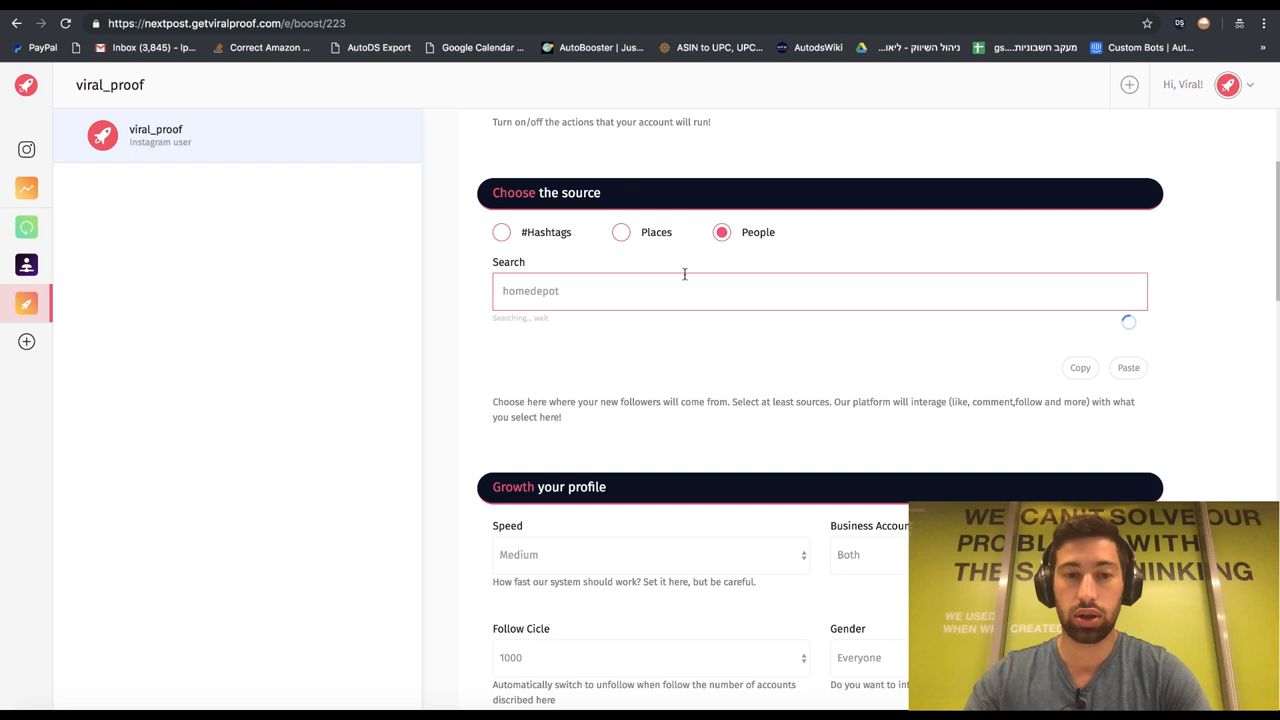 https://nextpost.getviralproof.com/e/boost/223
PayPal
Inbox (3,845) - Ip...
Correct Amazon ...
AutoDS Export
Google Calendar ...
AutoBooster | Jus...
ASIN to UPC, UPC...
AutodsWiki
ניהול השיווק - ליאו...
מעקב חשבוניות.gs...
Custom Bots | Aut...
»
viral_proof
Hi, Viral!
viral_proof
Instagram user
Turn on/off the actions that your account will run!
Choose the source
#Hashtags
Places
People
Search
homedepot
Searching... wait
Copy
Paste
Choose here where your new followers will come from. Select at least sources. Our platform will interage (like, comment,follow and more) with what
you select here!
Growth your profile
Speed
Business Accoun
Medium
Both
How fast our system should work? Set it here, but be careful.
Follow Cicle
Gender
1000
Everyone
Automatically switch to unfollow when follow the number of accounts
discribed here
Do you want to int
WE CAN'T SOLVE OUR
PROBL WITH
THE SA THINKING
WE USED
WHEN W CREATED